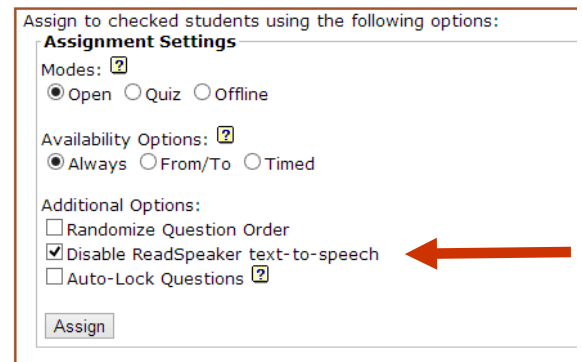 Assign to checked students using the following options:
Assignment Settings
Modes: ?
Open Quiz Offline
Availability Options: ?
Always From/To Timed
Additional Options:
Randomize Question Order
Disable ReadSpeaker text-to-speech
Auto-Lock Questions ?
Assign